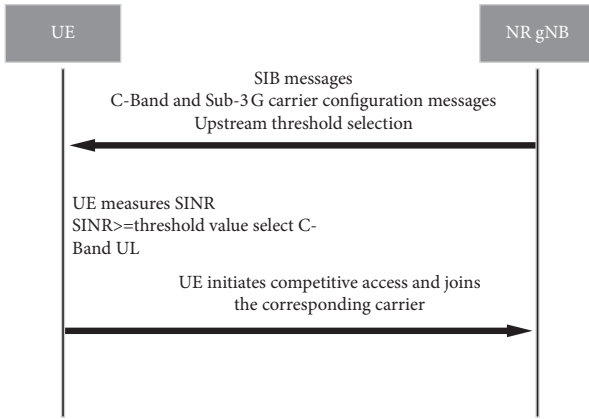 UE
NR gNB
SIB messages
C-Band and Sub-3 G carrier configuration messages
Upstream threshold selection
UE measures SINR
SINR>=threshold value select C-
Band UL
UE initiates competitive access and joins
the corresponding carrier